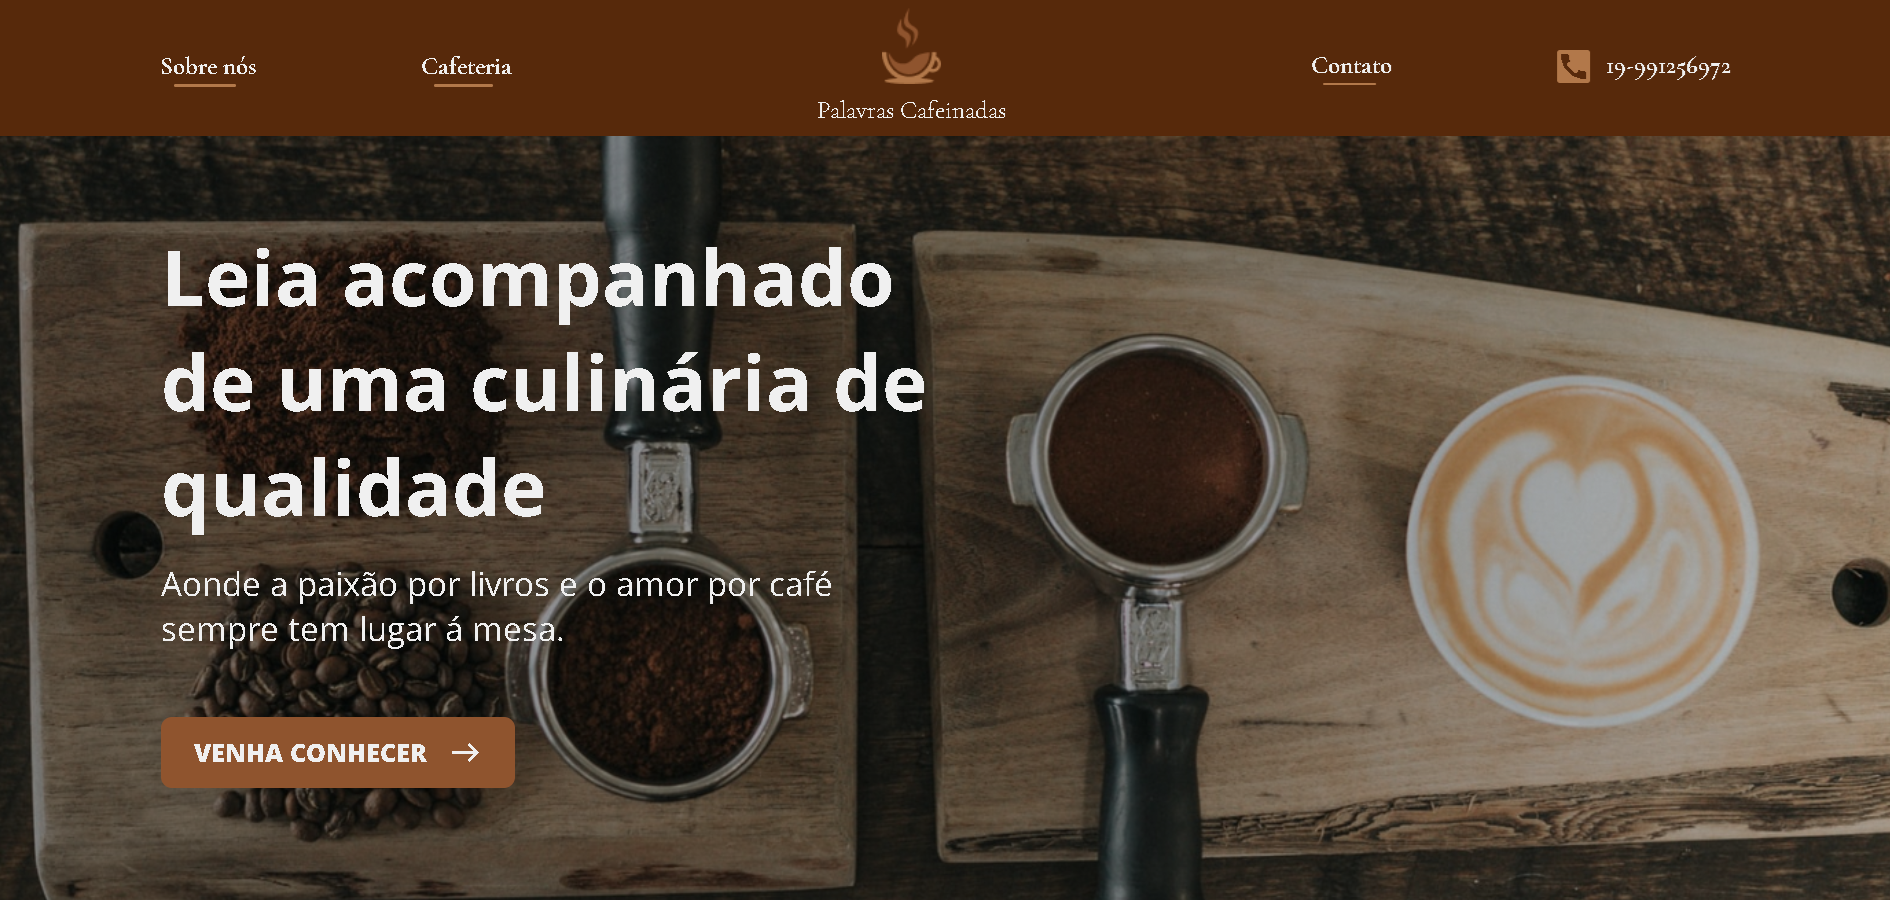 Sobre nós
Cafeteria
Palavras Cafeinadas
Contato
19-991256972
Leia acompanhado
de uma culinária de
qualidade
Aonde a paixão por livros e o amor por café
sempre tem lugar á mesa.
VENHA CONHECER →